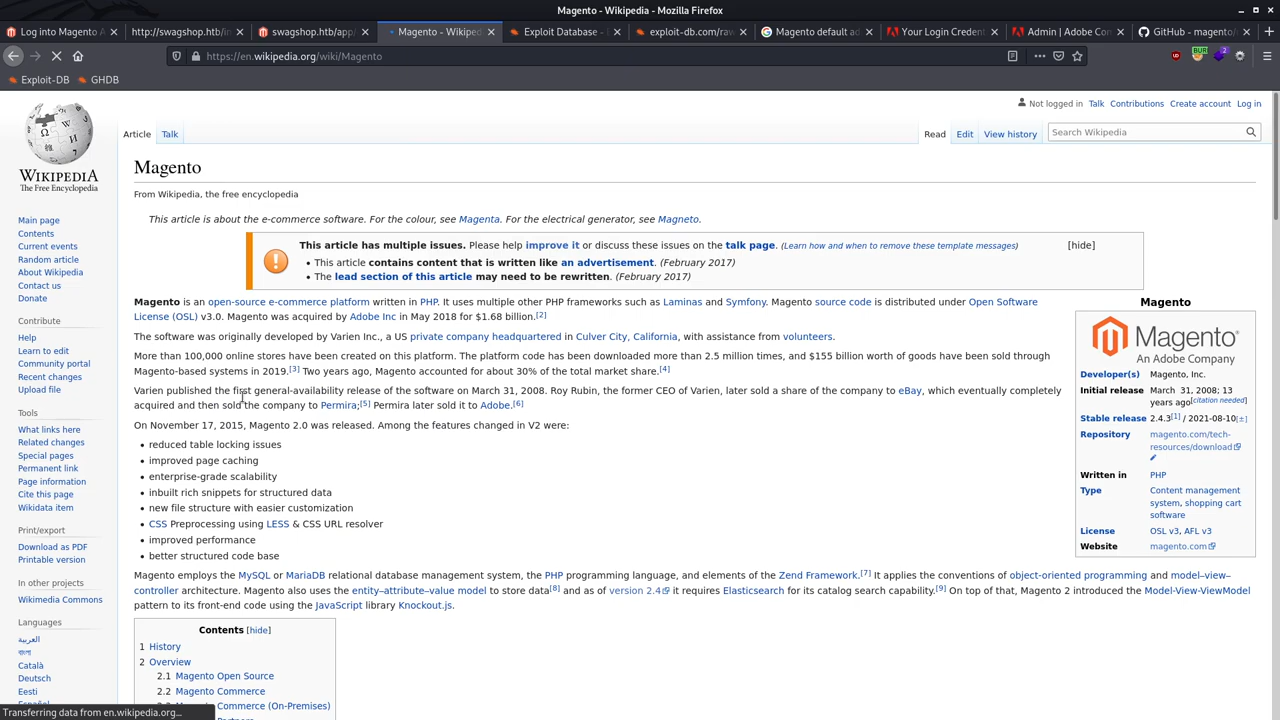 Magento - Wikipedia - Mozilla Firefox
Log into Magento A
http://swagshop.htb/in
swagshop.htb/app/
Magento - Wikiped
Exploit Database -
exploit-db.com/raw
Magento default ad
Your Login Creden
Admin | Adobe Co
GitHub - magento/
https://en.wikipedia.org/wiki/Magento
BUR
2
Exploit-DB
GHDB
Not logged in Talk Contributions Create account Log in
Article Talk
Read Edit View history
Search Wikipedia
WIKIPEDIA
The Free Encyclopedia
Main page
Contents
Current events
Random article
About Wikipedia
Contact us
Donate
Contribute
Help
Learn to edit
Community portal
Recent changes
Upload file
Tools
What links here
Related changes
Special pages
Permanent link
Page information
Cite this page
Wikidata item
Print/export
Download as PDF
Printable version
In other projects
Wikimedia Commons
Languages
العربية
বাংলা
Català
Deutsch
Eesti
Magento
From Wikipedia, the free encyclopedia
This article is about the e-commerce software. For the colour, see Magenta. For the electrical generator, see Magneto.
This article has multiple issues. Please help improve it or discuss these issues on the talk page. (Learn how and when to remove these template messages) [hide]
• This article contains content that is written like an advertisement. (February 2017)
• The lead section of this article may need to be rewritten. (February 2017)
Magento is an open-source e-commerce platform written in PHP. It uses multiple other PHP frameworks such as Laminas and Symfony. Magento source code is distributed under Open Software
License (OSL) v3.0. Magento was acquired by Adobe Inc in May 2018 for $1.68 billion.[2]
The software was originally developed by Varien Inc., a US private company headquartered in Culver City, California, with assistance from volunteers.
More than 100,000 online stores have been created on this platform. The platform code has been downloaded more than 2.5 million times, and $155 billion worth of goods have been sold through
Magento-based systems in 2019.[3] Two years ago, Magento accounted for about 30% of the total market share.[4]
Varien published the first general-availability release of the software on March 31, 2008. Roy Rubin, the former CEO of Varien, later sold a share of the company to eBay, which eventually completely
acquired and then sold the company to Permira;[5] Permira later sold it to Adobe.[6]
On November 17, 2015, Magento 2.0 was released. Among the features changed in V2 were:
• reduced table locking issues
• improved page caching
• enterprise-grade scalability
• inbuilt rich snippets for structured data
• new file structure with easier customization
• CSS Preprocessing using LESS & CSS URL resolver
• improved performance
• better structured code base
Magento employs the MySQL or MariaDB relational database management system, the PHP programming language, and elements of the Zend Framework.[7] It applies the conventions of object-oriented programming and model–view–
controller architecture. Magento also uses the entity–attribute–value model to store data[8] and as of version 2.4 it requires Elasticsearch for its catalog search capability.[9] On top of that, Magento 2 introduced the Model-View-ViewModel
pattern to its front-end code using the JavaScript library Knockout.js.
Magento
Magento®
An Adobe Company
Developer(s) Magento, Inc.
Initial release March 31, 2008; 13
years ago[citation needed]
Stable release 2.4.3[1] / 2021-08-10[±]
Repository magento.com/tech-
resources/download
Written in PHP
Type Content management
system, shopping cart
software
License OSL v3, AFL v3
Website magento.com
Contents [hide]
1 History
2 Overview
2.1 Magento Open Source
2.2 Magento Commerce
Commerce (On-Premises)
Transferring data from en.wikipedia.org...